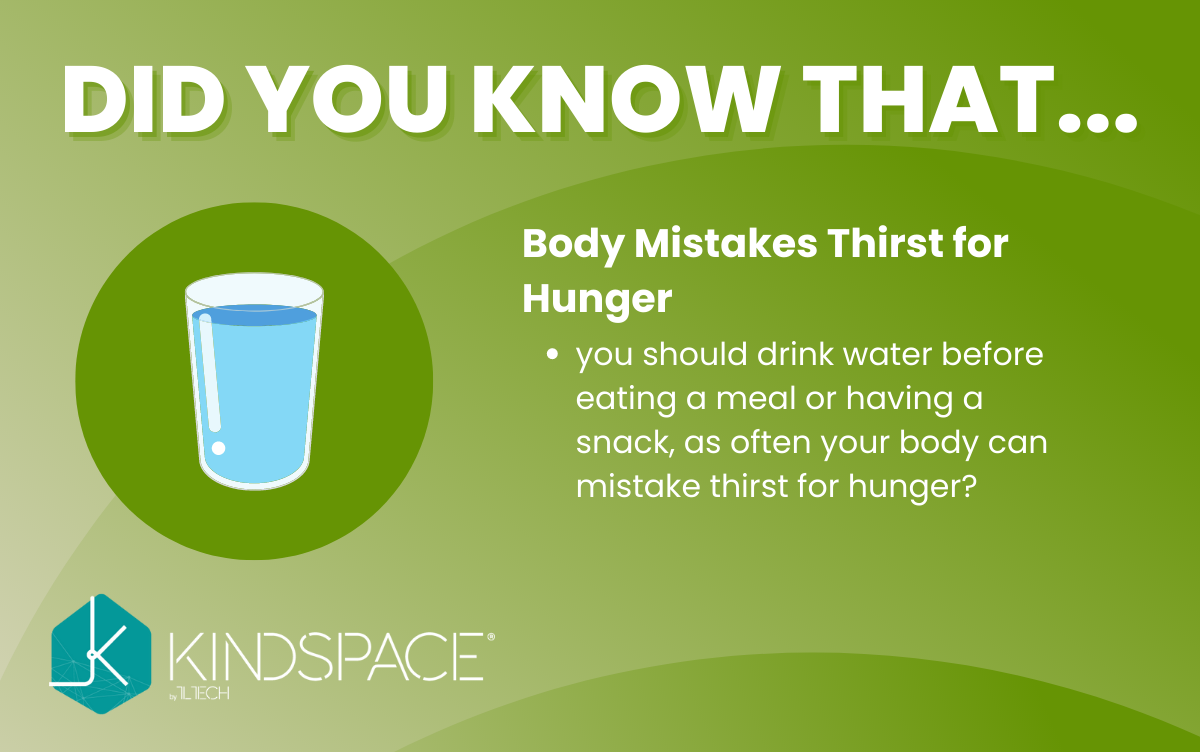 DID YOU KNOW THAT...
Body Mistakes Thirst for
Hunger
• you should drink water before
eating a meal or having a
snack, as often your body can
mistake thirst for hunger?
KINDSPACE®
by TLTECH